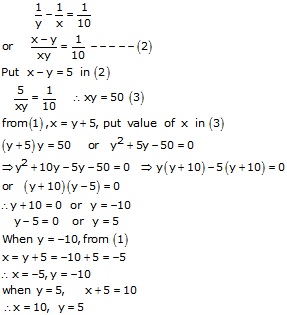 1/y - 1/x = 1/10
or (x-y)/xy = 1/10 - - - - - (2)
Put x-y=5 in (2)
5/xy = 1/10 ∴ xy = 50 (3)
from(1), x = y+5, put value of x in (3)
(y+5)y = 50 or y²+5y-50=0
⇒y²+10y-5y-50=0 ⇒ y(y+10)-5(y+10)=0
or (y+10)(y-5)=0
∴y+10=0 or y=-10
y-5=0 or y=5
When y=-10, from (1)
x = y+5 = -10+5 = -5
∴ x=-5, y=-10
when y=5, x+5=10
∴x=10, y=5